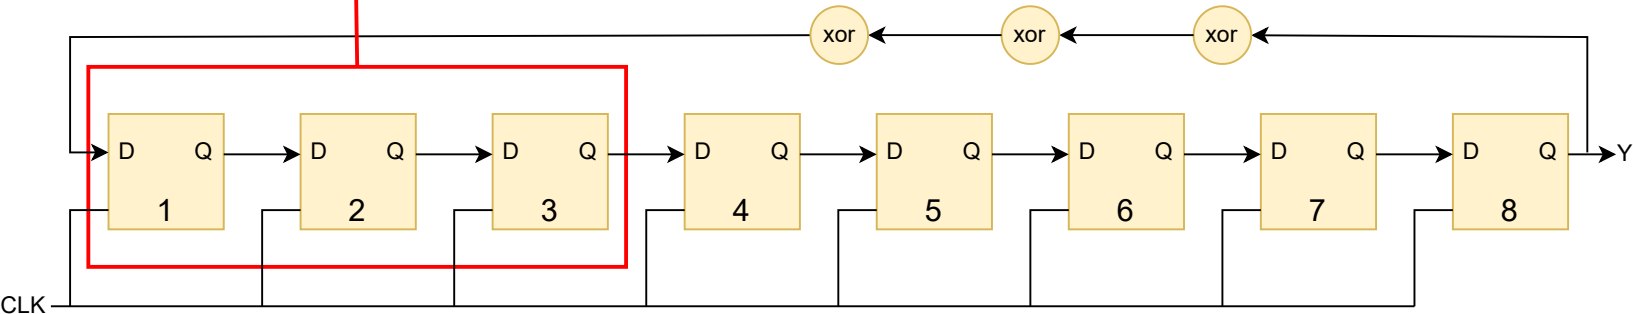 xor xor xor
D Q D Q D Q D Q D Q D Q D Q D Q Y
1 2 3 4 5 6 7 8
CLK